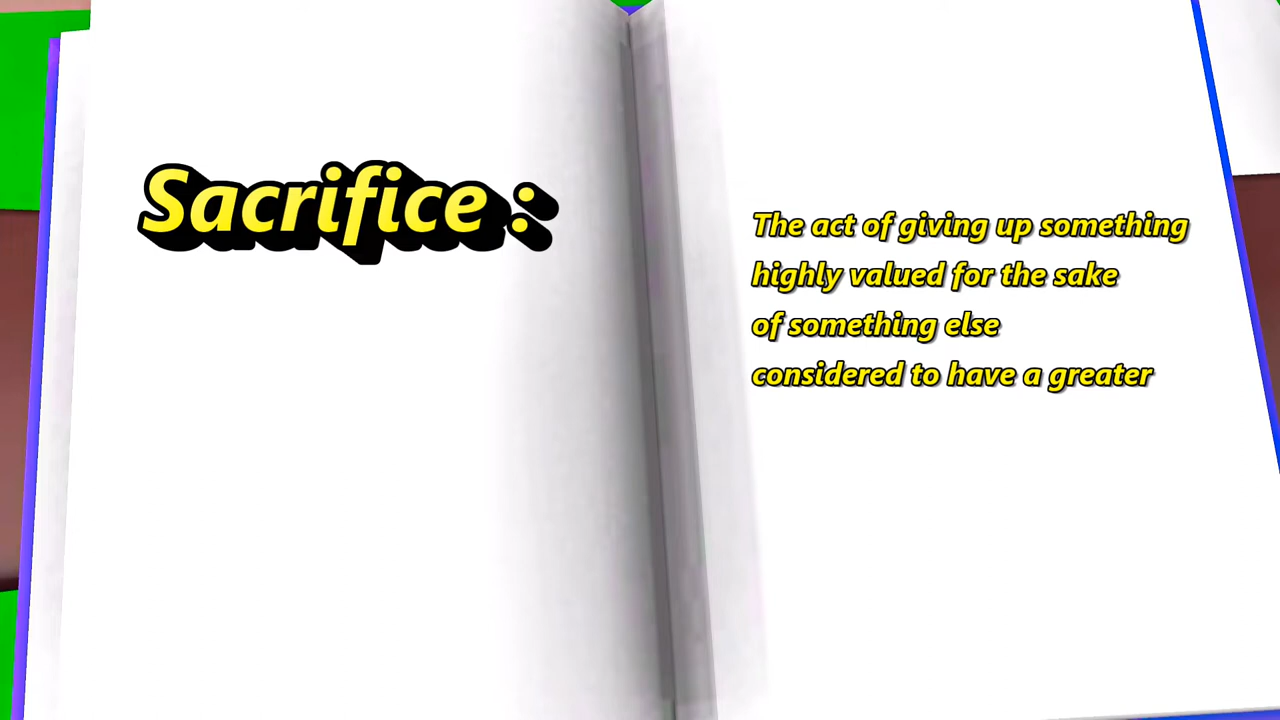 Sacrifice :
The act of giving up something
highly valued for the sake
of something else
considered to have a greater